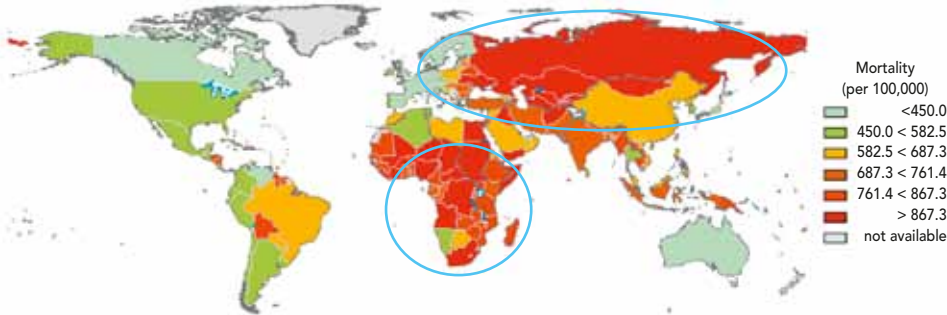 Mortality
(per 100,000)
<450.0
450.0 < 582.5
582.5 < 687.3
687.3 < 761.4
761.4 < 867.3
> 867.3
not available